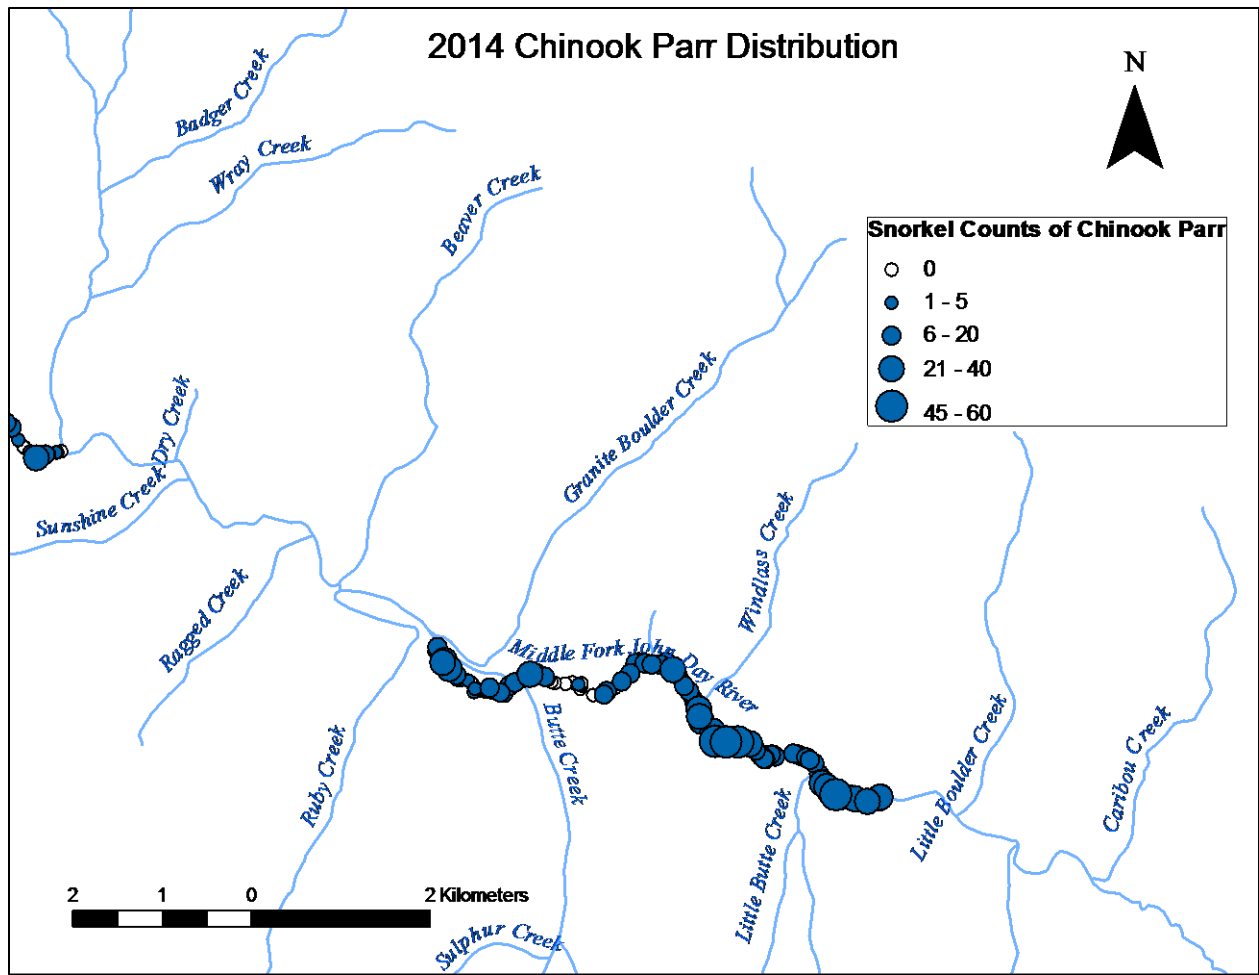 2014 Chinook Parr Distribution
N
Badger Creek
Wray Creek
Beaver Creek
Snorkel Counts of Chinook Parr
0
1 - 5
6 - 20
21 - 40
45 - 60
Dry Creek
Granite Boulder Creek
Sunshine Creek
Windlass Creek
Ragged Creek
Middle Fork John Day River
Butte Creek
Ruby Creek
Little Boulder Creek
Caribou Creek
Little Butte Creek
2 1 0 2 Kilometers
Sulphur Creek